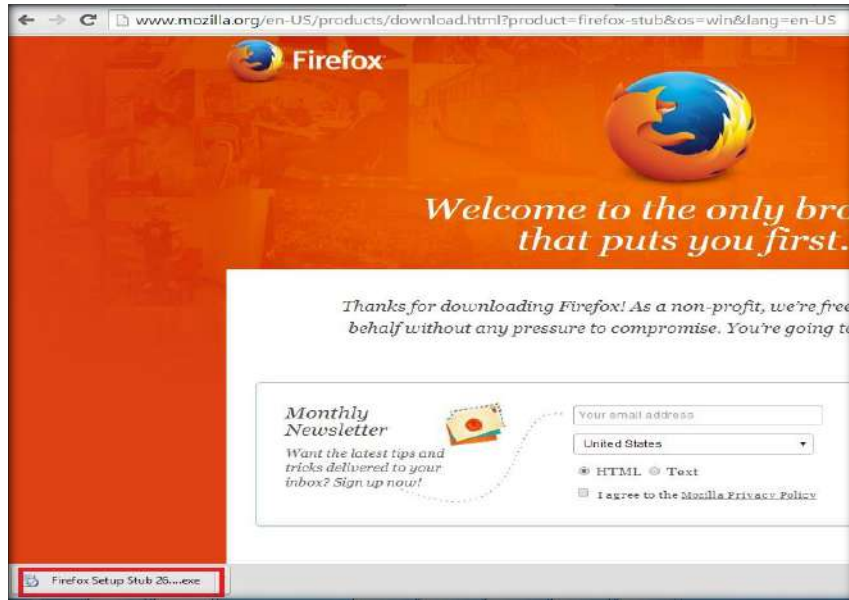 www.mozilla.org/en-US/products/download.html?product=firefox-stub&os=win&lang=en-US
Firefox
Welcome to the only bro
that puts you first.
Thanks for downloading Firefox! As a non-profit, we're free
behalf without any pressure to compromise. You're going to
Monthly
Newsletter
Want the latest tips and
tricks delivered to your
inbox? Sign up now!
Your email address
United States
HTML Text
I agree to the Mozilla Privacy Policy
Firefox Setup Stub 26....exe